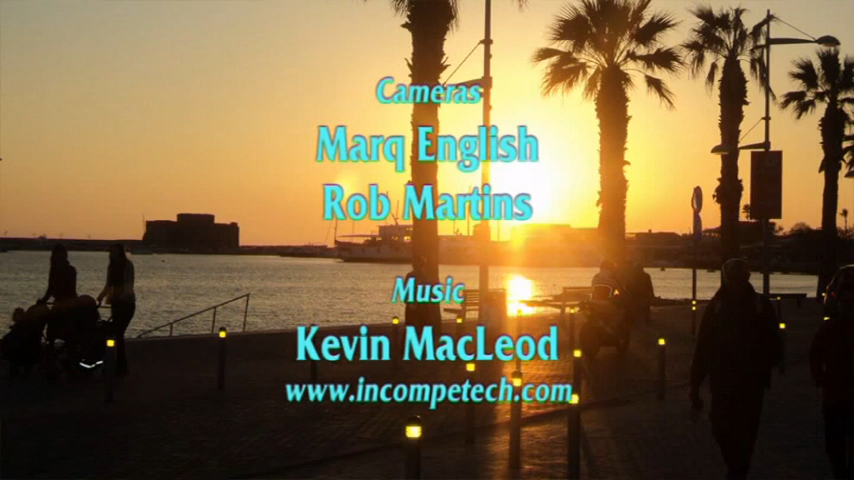 Cameras
Marq English
Rob Martins
Music
Kevin MacLeod
www.incompetech.com